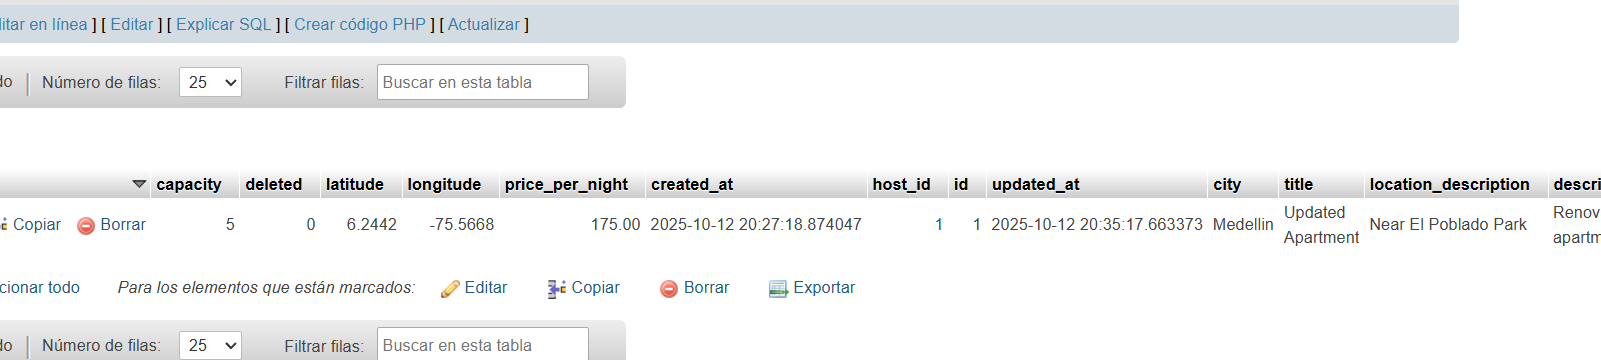 itar en línea ] [ Editar ] [ Explicar SQL ] [ Crear código PHP ] [ Actualizar ]
do | Número de filas: 25 Filtrar filas: Buscar en esta tabla
capacity deleted latitude longitude price_per_night created_at host_id id updated_at city title location_description descri
Copiar Borrar 5 0 6.2442 -75.5668 175.00 2025-10-12 20:27:18.874047 1 1 2025-10-12 20:35:17.663373 Medellin Updated Apartment Near El Poblado Park Renov apartm
cionar todo Para los elementos que están marcados: Editar Copiar Borrar Exportar
do | Número de filas: 25 Filtrar filas: Buscar en esta tabla